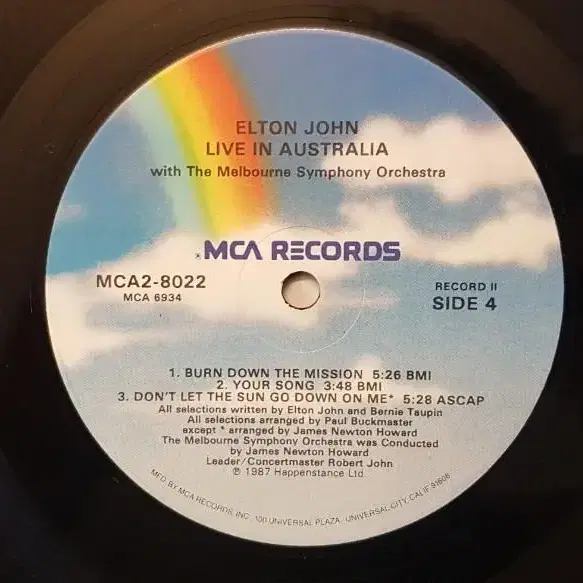 ELTON JOHN
LIVE IN AUSTRALIA
with The Melbourne Symphony Orchestra
® MCA RECORDS
MCA2-8022
MCA 6934
RECORD II
SIDE 4
1. BURN DOWN THE MISSION 5:26 BMI
2. YOUR SONG 3:48 BMI
3. DON'T LET THE SUN GO DOWN ON ME* 5:28 ASCAP
All selections written by Elton John and Bernie Taupin
All selections arranged by Paul Buckmaster
except * arranged by James Newton Howard
The Melbourne Symphony Orchestra was Conducted
by James Newton Howard
Leader/Concertmaster Robert John
℗ 1987 Happenstance Ltd.
MFD. BY MCA RECORDS, INC., 100 UNIVERSAL PLAZA, UNIVERSAL CITY, CALIF. 91608